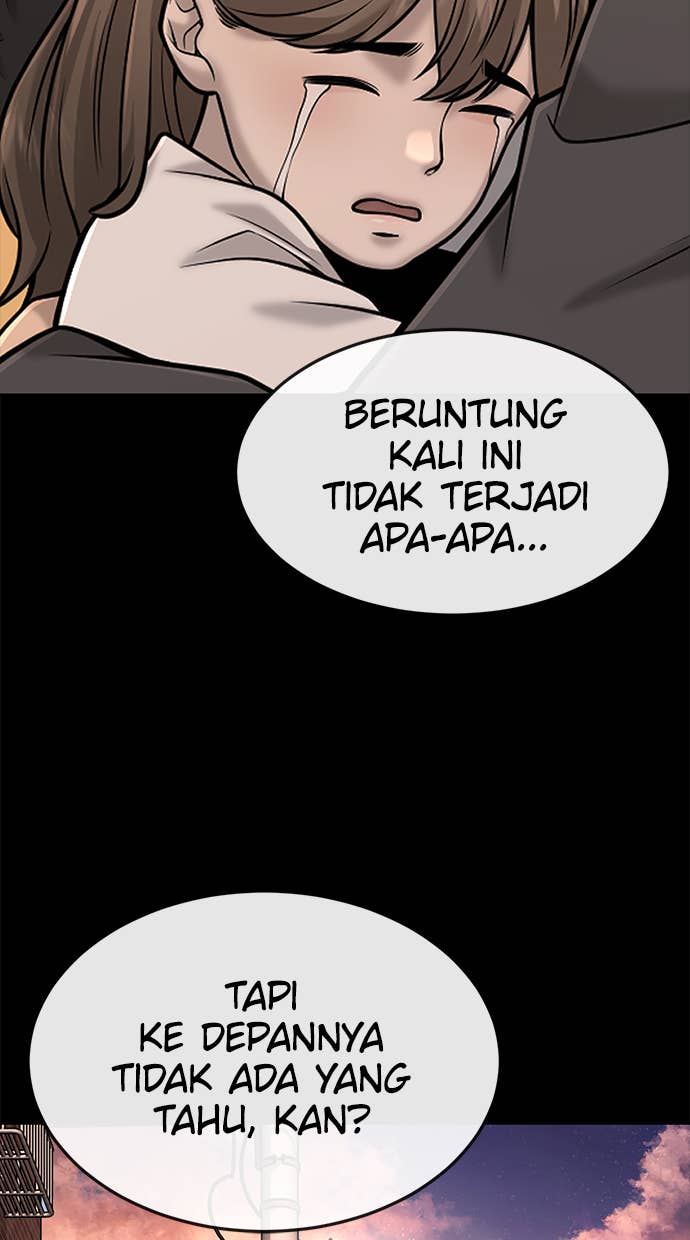 BERUNTUNG
KALI INI
TIDAK TERJADI
APA-APA...
TAPI
KE DEPANNYA
TIDAK ADA YANG
TAHU, KAN?